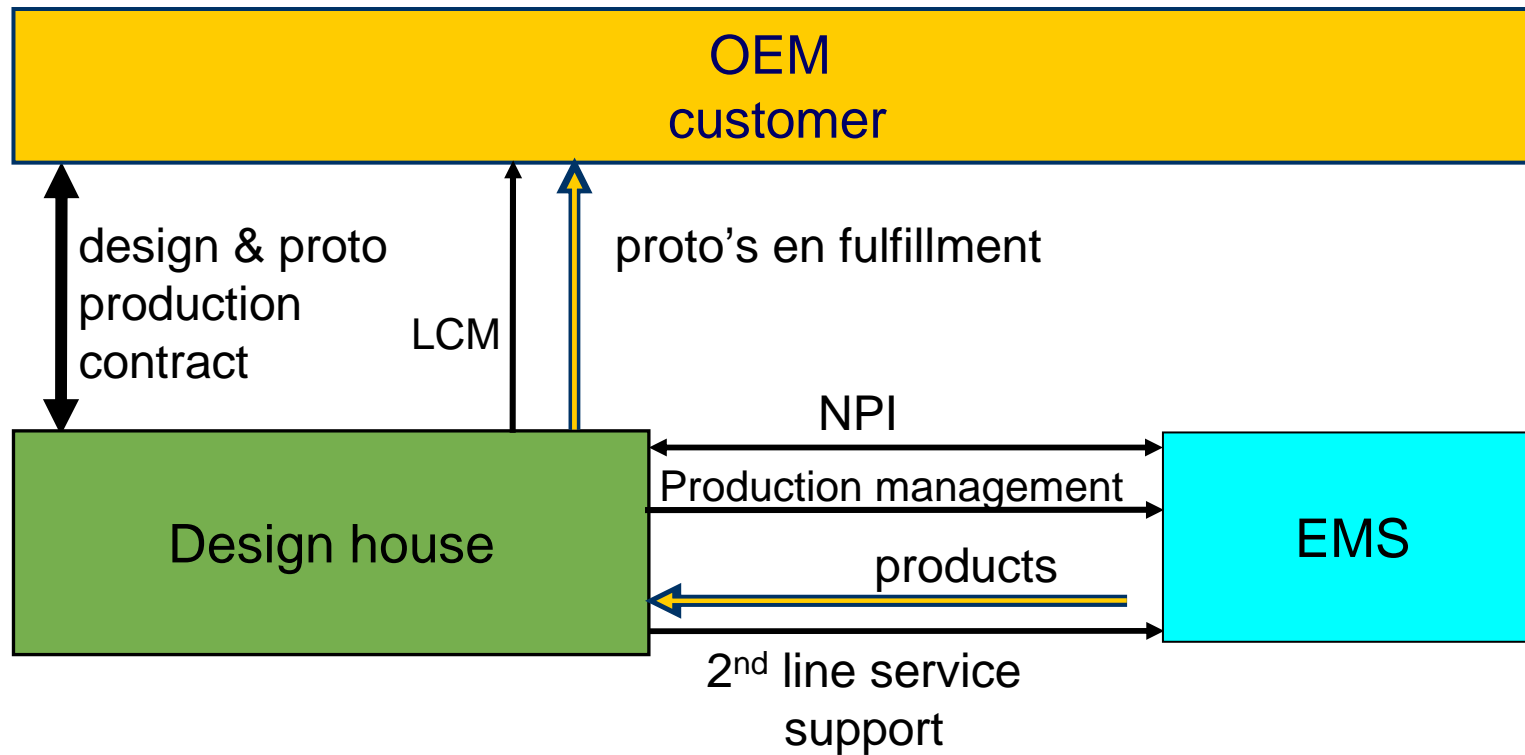 OEM
customer
design & proto
production
contract
LCM
proto’s en fulfillment
NPI
Production management
Design house
EMS
products
2nd line service
support